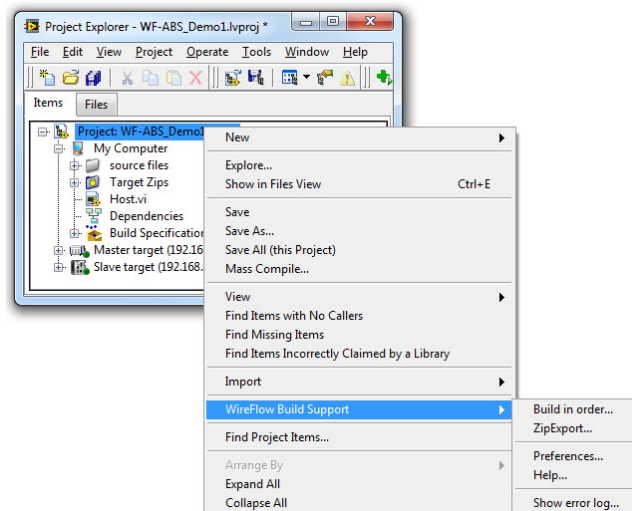 Project Explorer - WF-ABS_Demo1.lvproj *
File Edit View Project Operate Tools Window Help
Items Files
Project: WF-ABS_Demo1
My Computer
source files
Target Zips
Host.vi
Dependencies
Build Specification
Master target (192.16
Slave target (192.168.
New
Explore...
Show in Files View Ctrl+E
Save
Save As...
Save All (this Project)
Mass Compile...
View
Find Items with No Callers
Find Missing Items
Find Items Incorrectly Claimed by a Library
Import
WireFlow Build Support
Find Project Items...
Arrange By
Expand All
Collapse All
Build in order...
ZipExport...
Preferences...
Help...
Show error log...